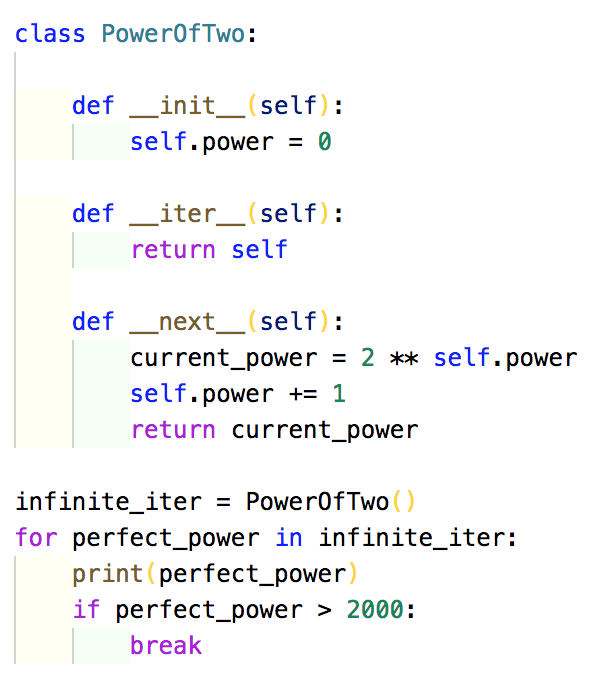 class PowerOfTwo:

    def __init__(self):
        self.power = 0

    def __iter__(self):
        return self

    def __next__(self):
        current_power = 2 ** self.power
        self.power += 1
        return current_power

infinite_iter = PowerOfTwo()
for perfect_power in infinite_iter:
    print(perfect_power)
    if perfect_power > 2000:
        break